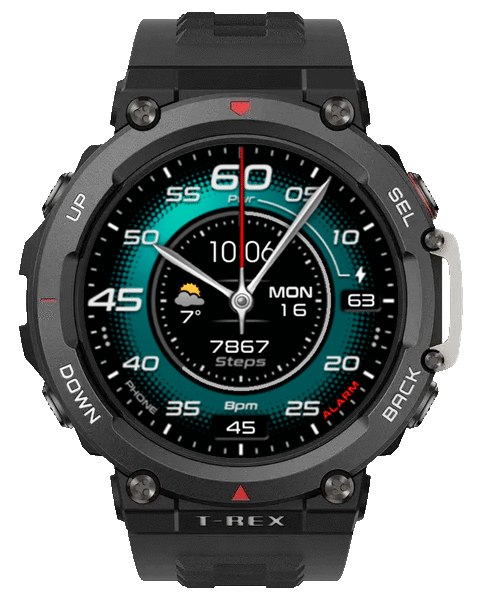 60
55
05
Pwr
UP
SEL
50
10:06
10
MON
16
7°
45
63
7867
Steps
40
20
PHONE
ALARM
DOWN
BACK
35
Bpm
25
45
T-REX